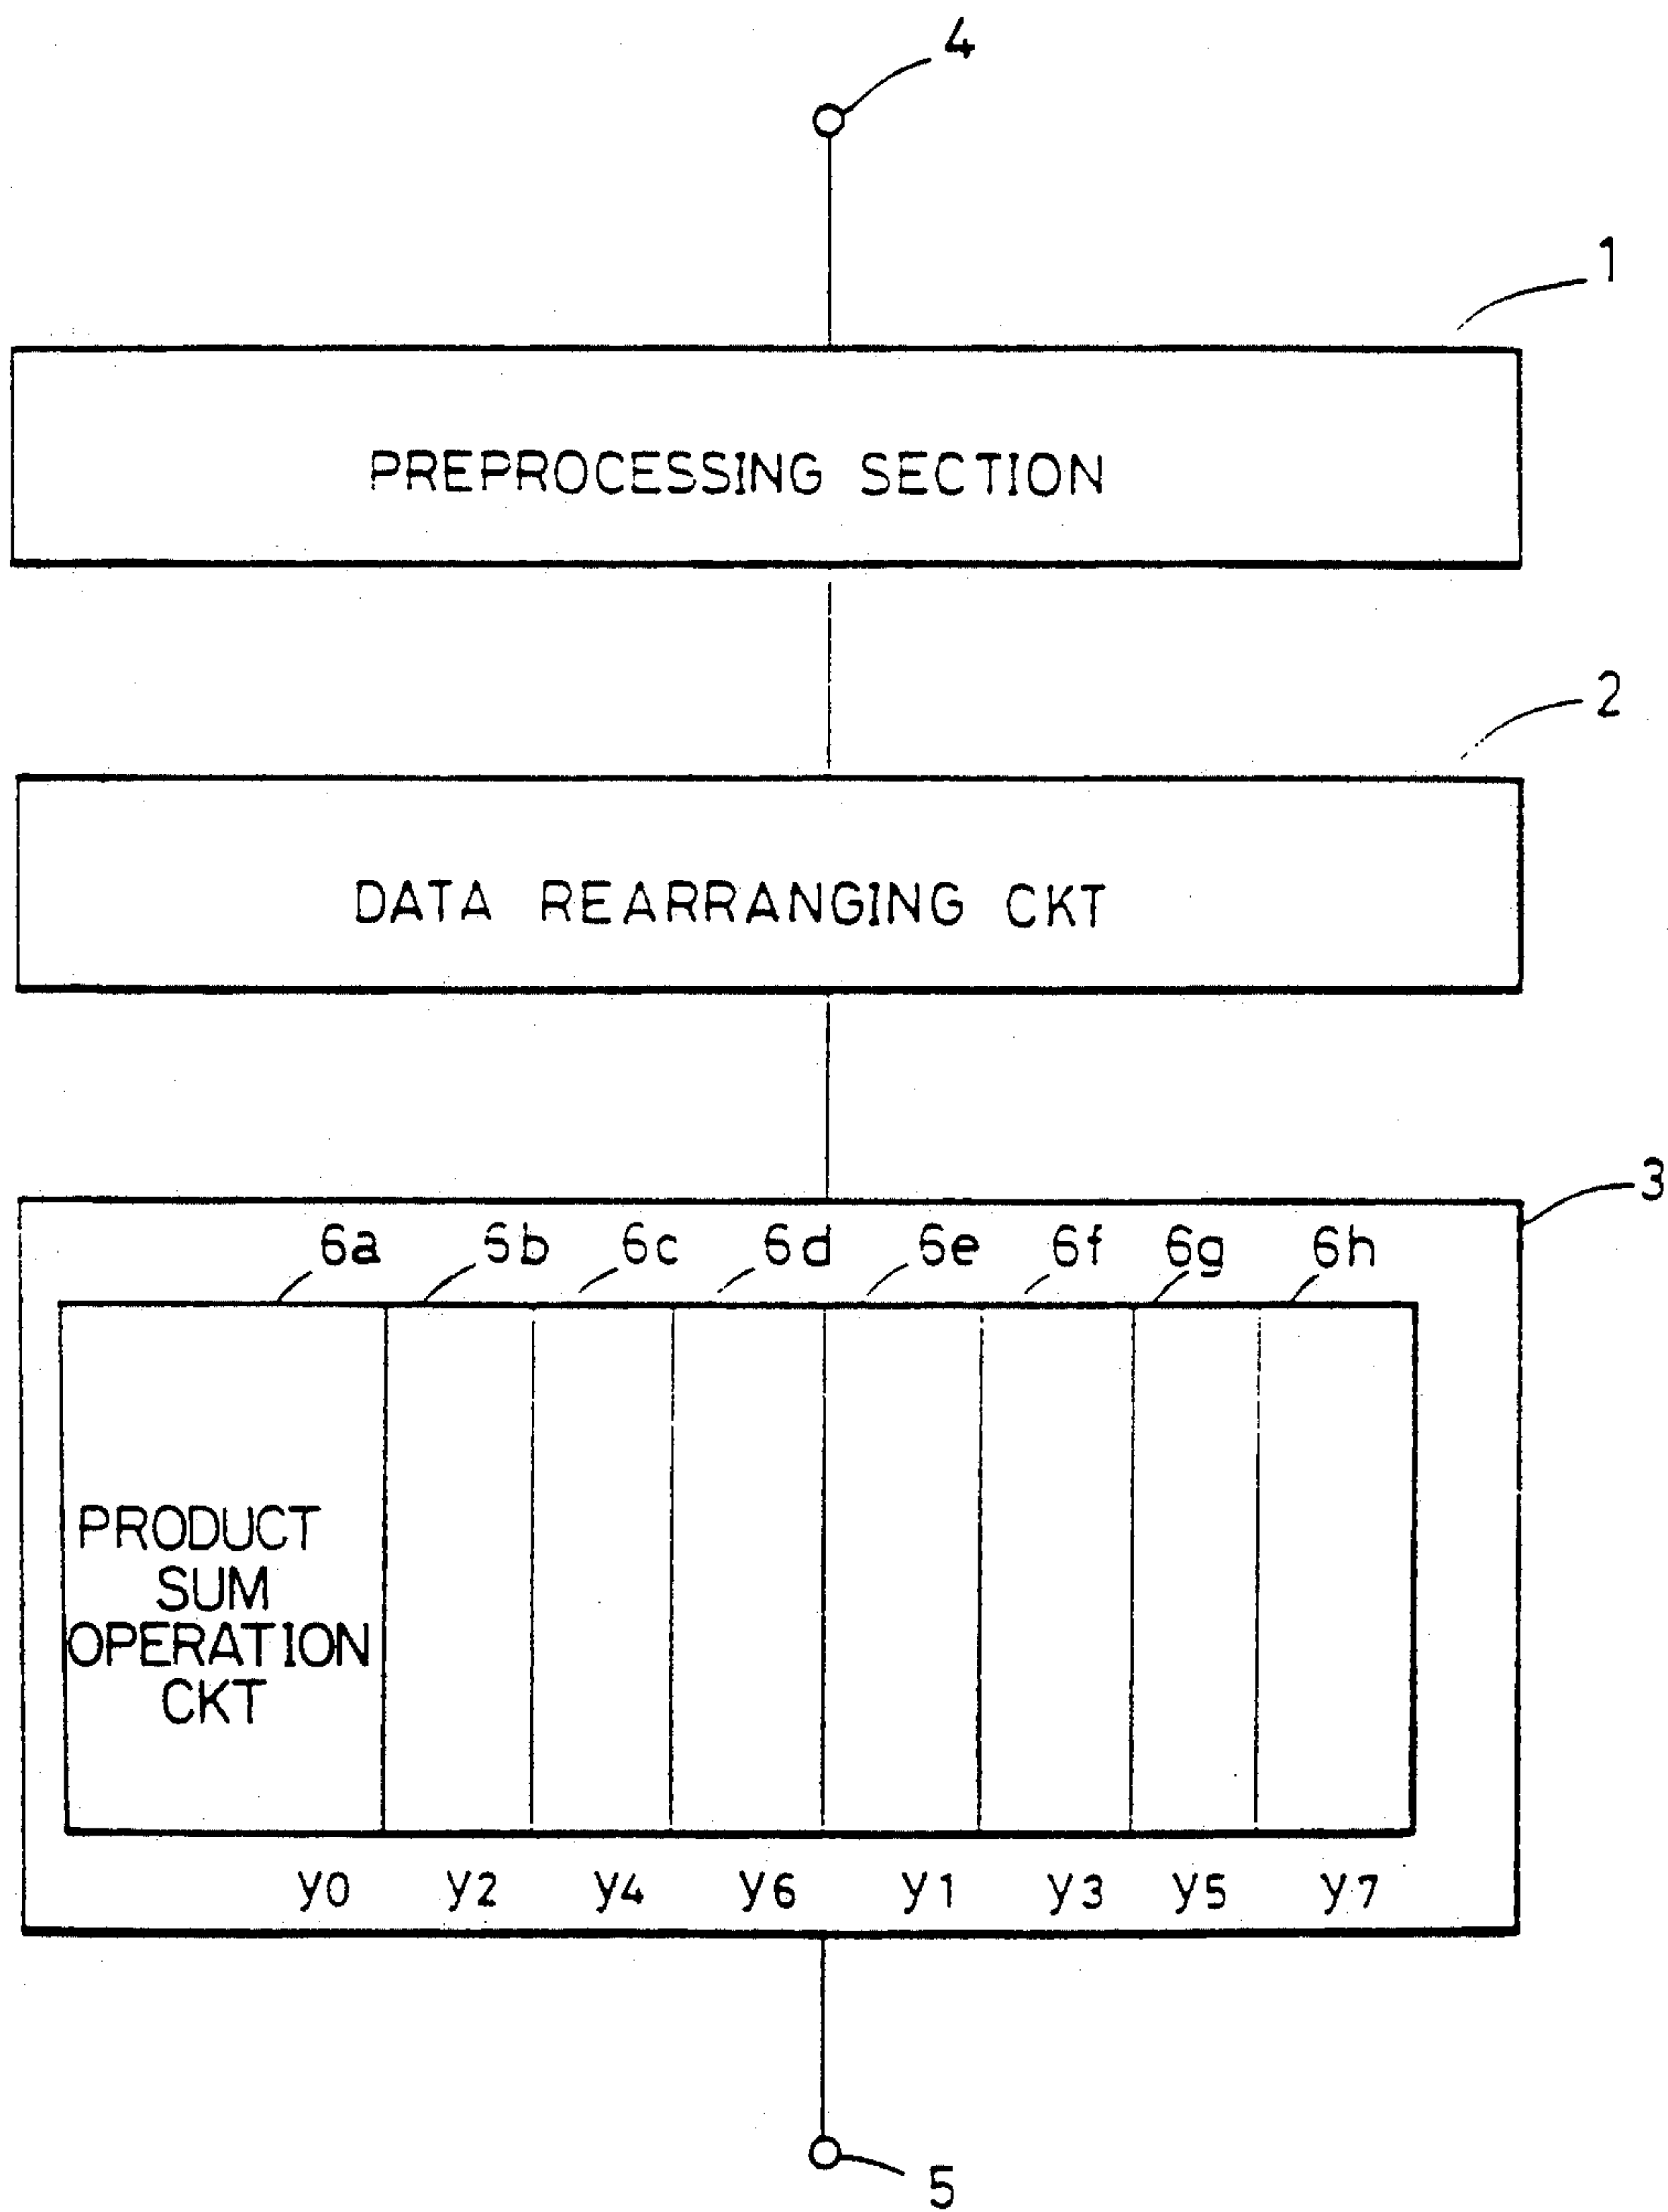 4
1
PREPROCESSING SECTION
2
DATA REARRANGING CKT
3
6a 6b 6c 6d 6e 6f 6g 6h
PRODUCT
SUM
OPERATION
CKT
y0 y2 y4 y6 y1 y3 y5 y7
5